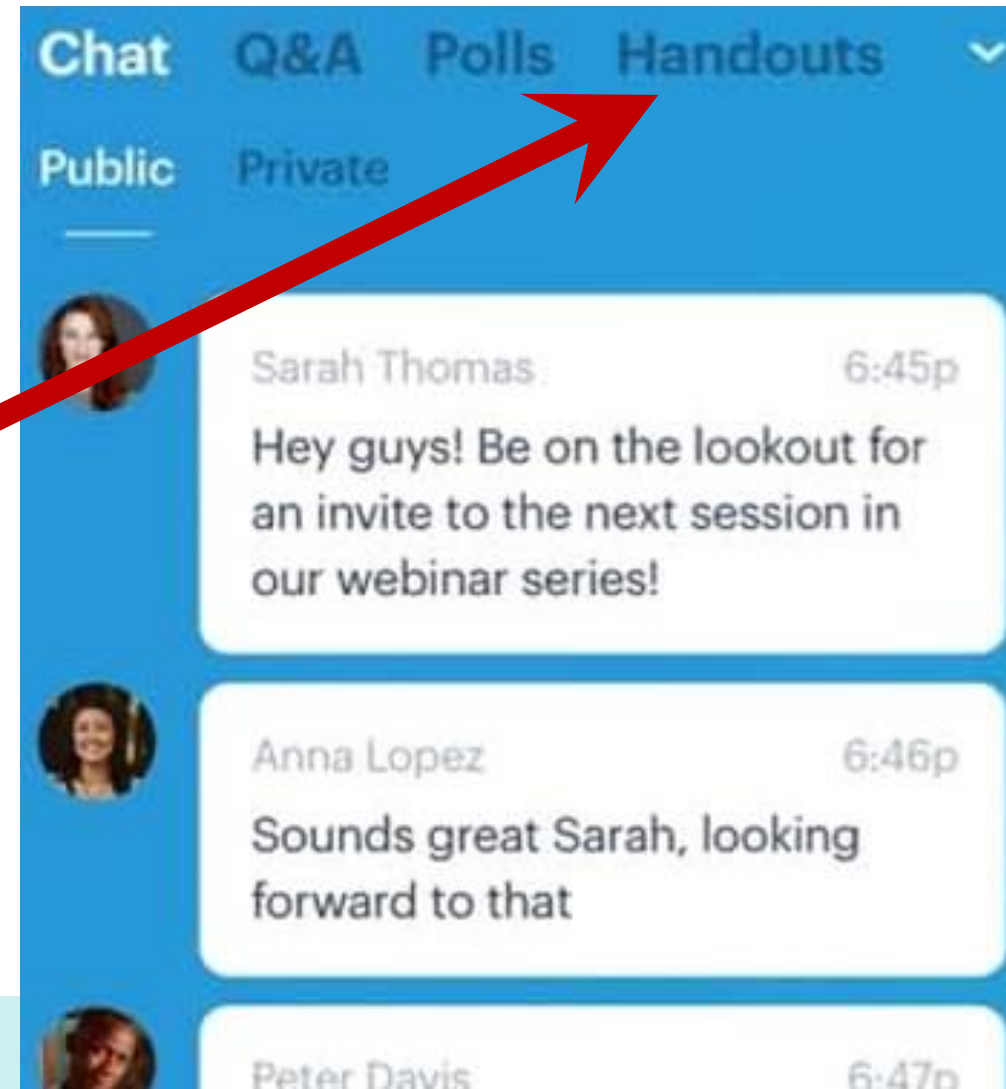 Chat Q&A Polls Handouts
Public Private
Sarah Thomas 6:45p
Hey guys! Be on the lookout for
an invite to the next session in
our webinar series!
Anna Lopez 6:46p
Sounds great Sarah, looking
forward to that
Peter Davis 6:47p